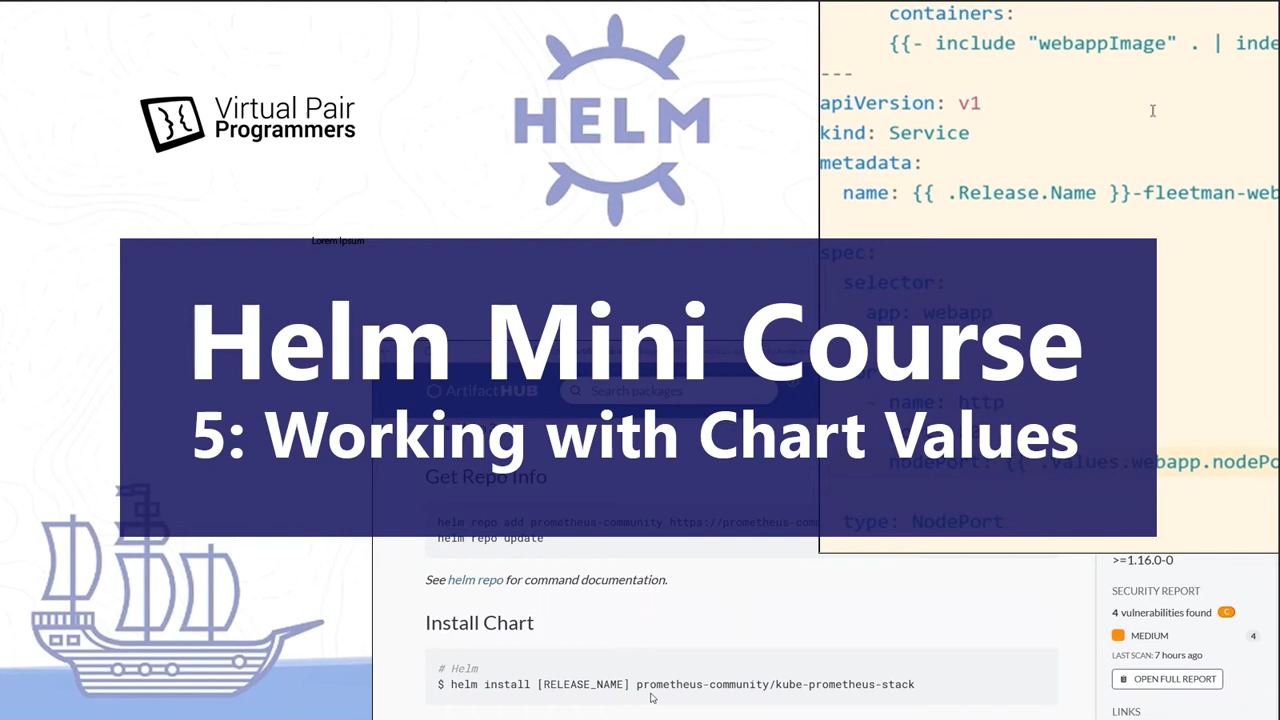 Virtual Pair
Programmers
HELM
containers:
{{- include "webappImage" . | inde
---
apiVersion: v1
kind: Service
metadata:
name: {{ .Release.Name }}-fleetman-web
spec:
selector:
app: webapp
- name: http
nodePort: {{ .Values.webapp.nodePo
type: NodePort
Lorem Ipsum
Helm Mini Course
5: Working with Chart Values
Artifact HUB
Search packages
Get Repo Info
helm repo add prometheus-community https://prometheus-com
helm repo update
See helm repo for command documentation.
Install Chart
# Helm
$ helm install [RELEASE_NAME] prometheus-community/kube-prometheus-stack
>=1.16.0-0
SECURITY REPORT
4 vulnerabilities found C
MEDIUM 4
LAST SCAN: 7 hours ago
OPEN FULL REPORT
LINKS